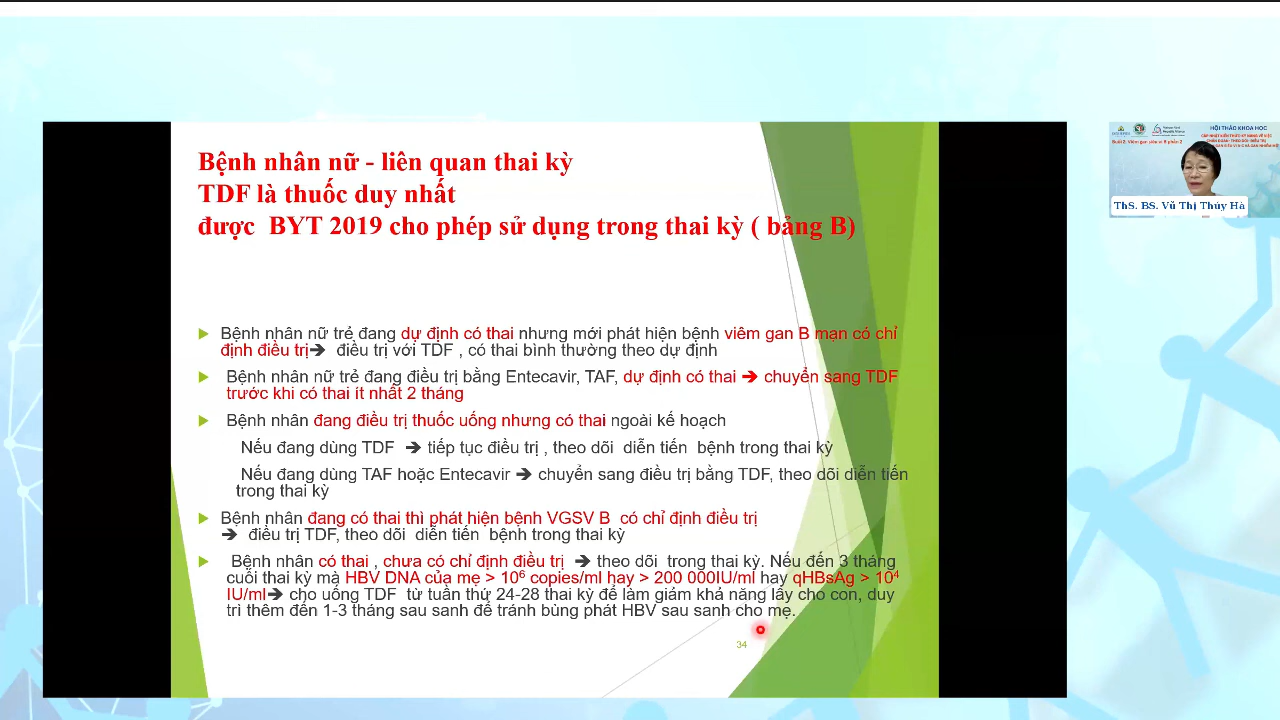 Bệnh nhân nữ - liên quan thai kỳ
TDF là thuốc duy nhất
được BYT 2019 cho phép sử dụng trong thai kỳ ( bảng B)
Bệnh nhân nữ trẻ đang dự định có thai nhưng mới phát hiện bệnh viêm gan B mạn có chỉ
định điều trị➔ điều trị với TDF , có thai bình thường theo dự định
Bệnh nhân nữ trẻ đang điều trị bằng Entecavir, TAF, dự định có thai ➔ chuyển sang TDF
trước khi có thai ít nhất 2 tháng
Bệnh nhân đang điều trị thuốc uống nhưng có thai ngoài kế hoạch
Nếu đang dùng TDF ➔ tiếp tục điều trị , theo dõi diễn tiến bệnh trong thai kỳ
Nếu đang dùng TAF hoặc Entecavir ➔ chuyển sang điều trị bằng TDF, theo dõi diễn tiến
trong thai kỳ
Bệnh nhân đang có thai thì phát hiện bệnh VGSV B có chỉ định điều trị
➔ điều trị TDF, theo dõi diễn tiến bệnh trong thai kỳ
Bệnh nhân có thai , chưa có chỉ định điều trị ➔ theo dõi trong thai kỳ. Nếu đến 3 tháng
cuối thai kỳ mà HBV DNA của mẹ > 10⁶ copies/ml hay > 200 000IU/ml hay qHBsAg > 10⁴
IU/ml➔ cho uống TDF từ tuần thứ 24-28 thai kỳ để làm giảm khả năng lây cho con, duy
trì thêm đến 1-3 tháng sau sanh để tránh bùng phát HBV sau sanh cho mẹ.
34
HỘI THẢO KHOA HỌC
ThS. BS. Vũ Thị Thúy Hà